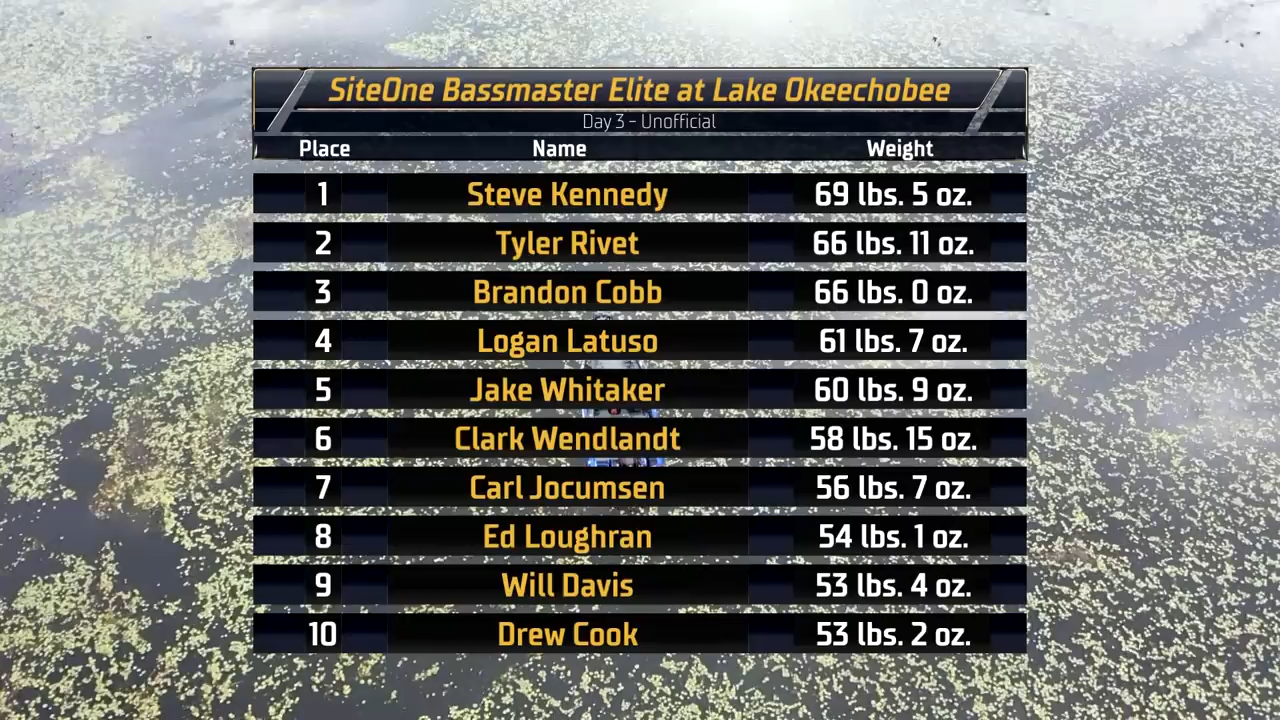 SiteOne Bassmaster Elite at Lake Okeechobee
Day 3 - Unofficial
Place Name Weight
1 Steve Kennedy 69 lbs. 5 oz.
2 Tyler Rivet 66 lbs. 11 oz.
3 Brandon Cobb 66 lbs. 0 oz.
4 Logan Latuso 61 lbs. 7 oz.
5 Jake Whitaker 60 lbs. 9 oz.
6 Clark Wendlandt 58 lbs. 15 oz.
7 Carl Jocumsen 56 lbs. 7 oz.
8 Ed Loughran 54 lbs. 1 oz.
9 Will Davis 53 lbs. 4 oz.
10 Drew Cook 53 lbs. 2 oz.